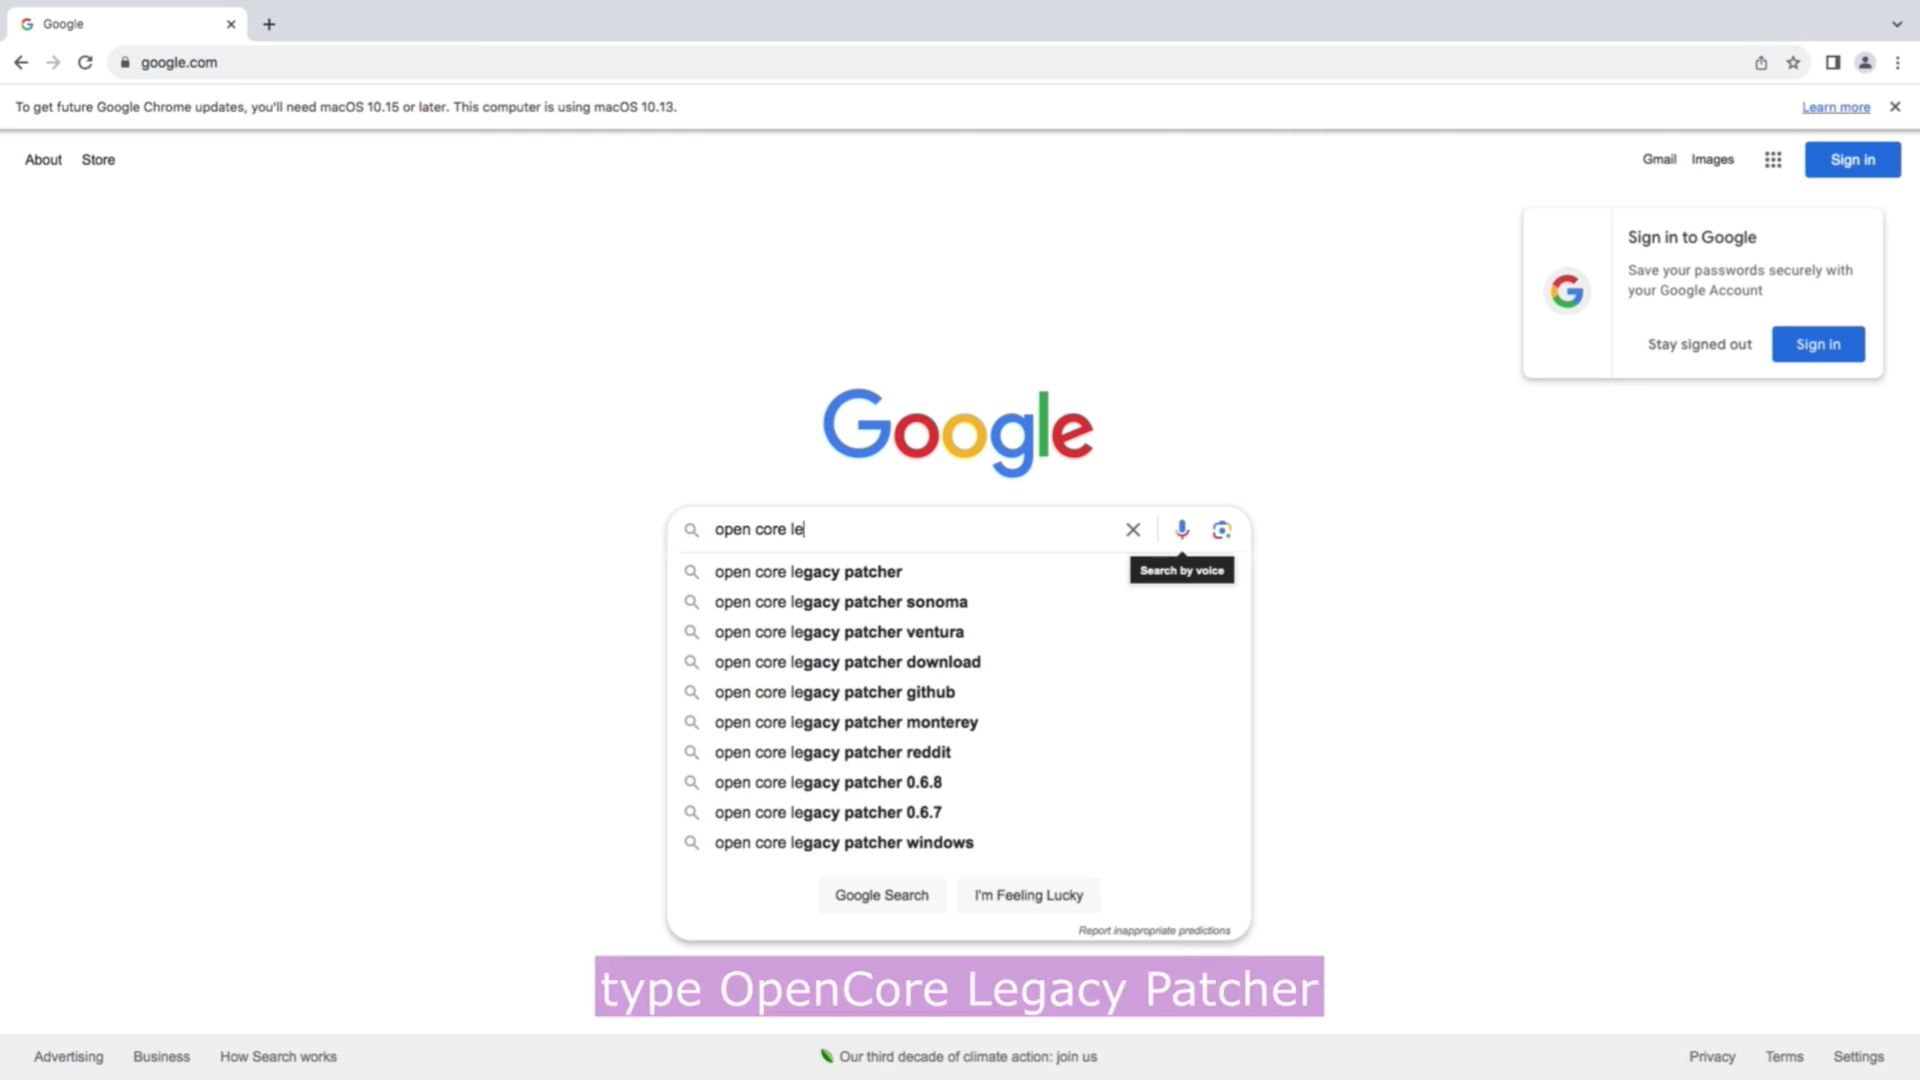 Google
google.com
To get future Google Chrome updates, you'll need macOS 10.15 or later. This computer is using macOS 10.13.
Learn more
About Store
Gmail Images
Sign in
Sign in to Google
Save your passwords securely with
your Google Account
Stay signed out
Sign in
Google
open core le
Search by voice
open core legacy patcher
open core legacy patcher sonoma
open core legacy patcher ventura
open core legacy patcher download
open core legacy patcher github
open core legacy patcher monterey
open core legacy patcher reddit
open core legacy patcher 0.6.8
open core legacy patcher 0.6.7
open core legacy patcher windows
Google Search
I'm Feeling Lucky
Report inappropriate predictions
type OpenCore Legacy Patcher
Advertising Business How Search works
Our third decade of climate action: join us
Privacy Terms Settings